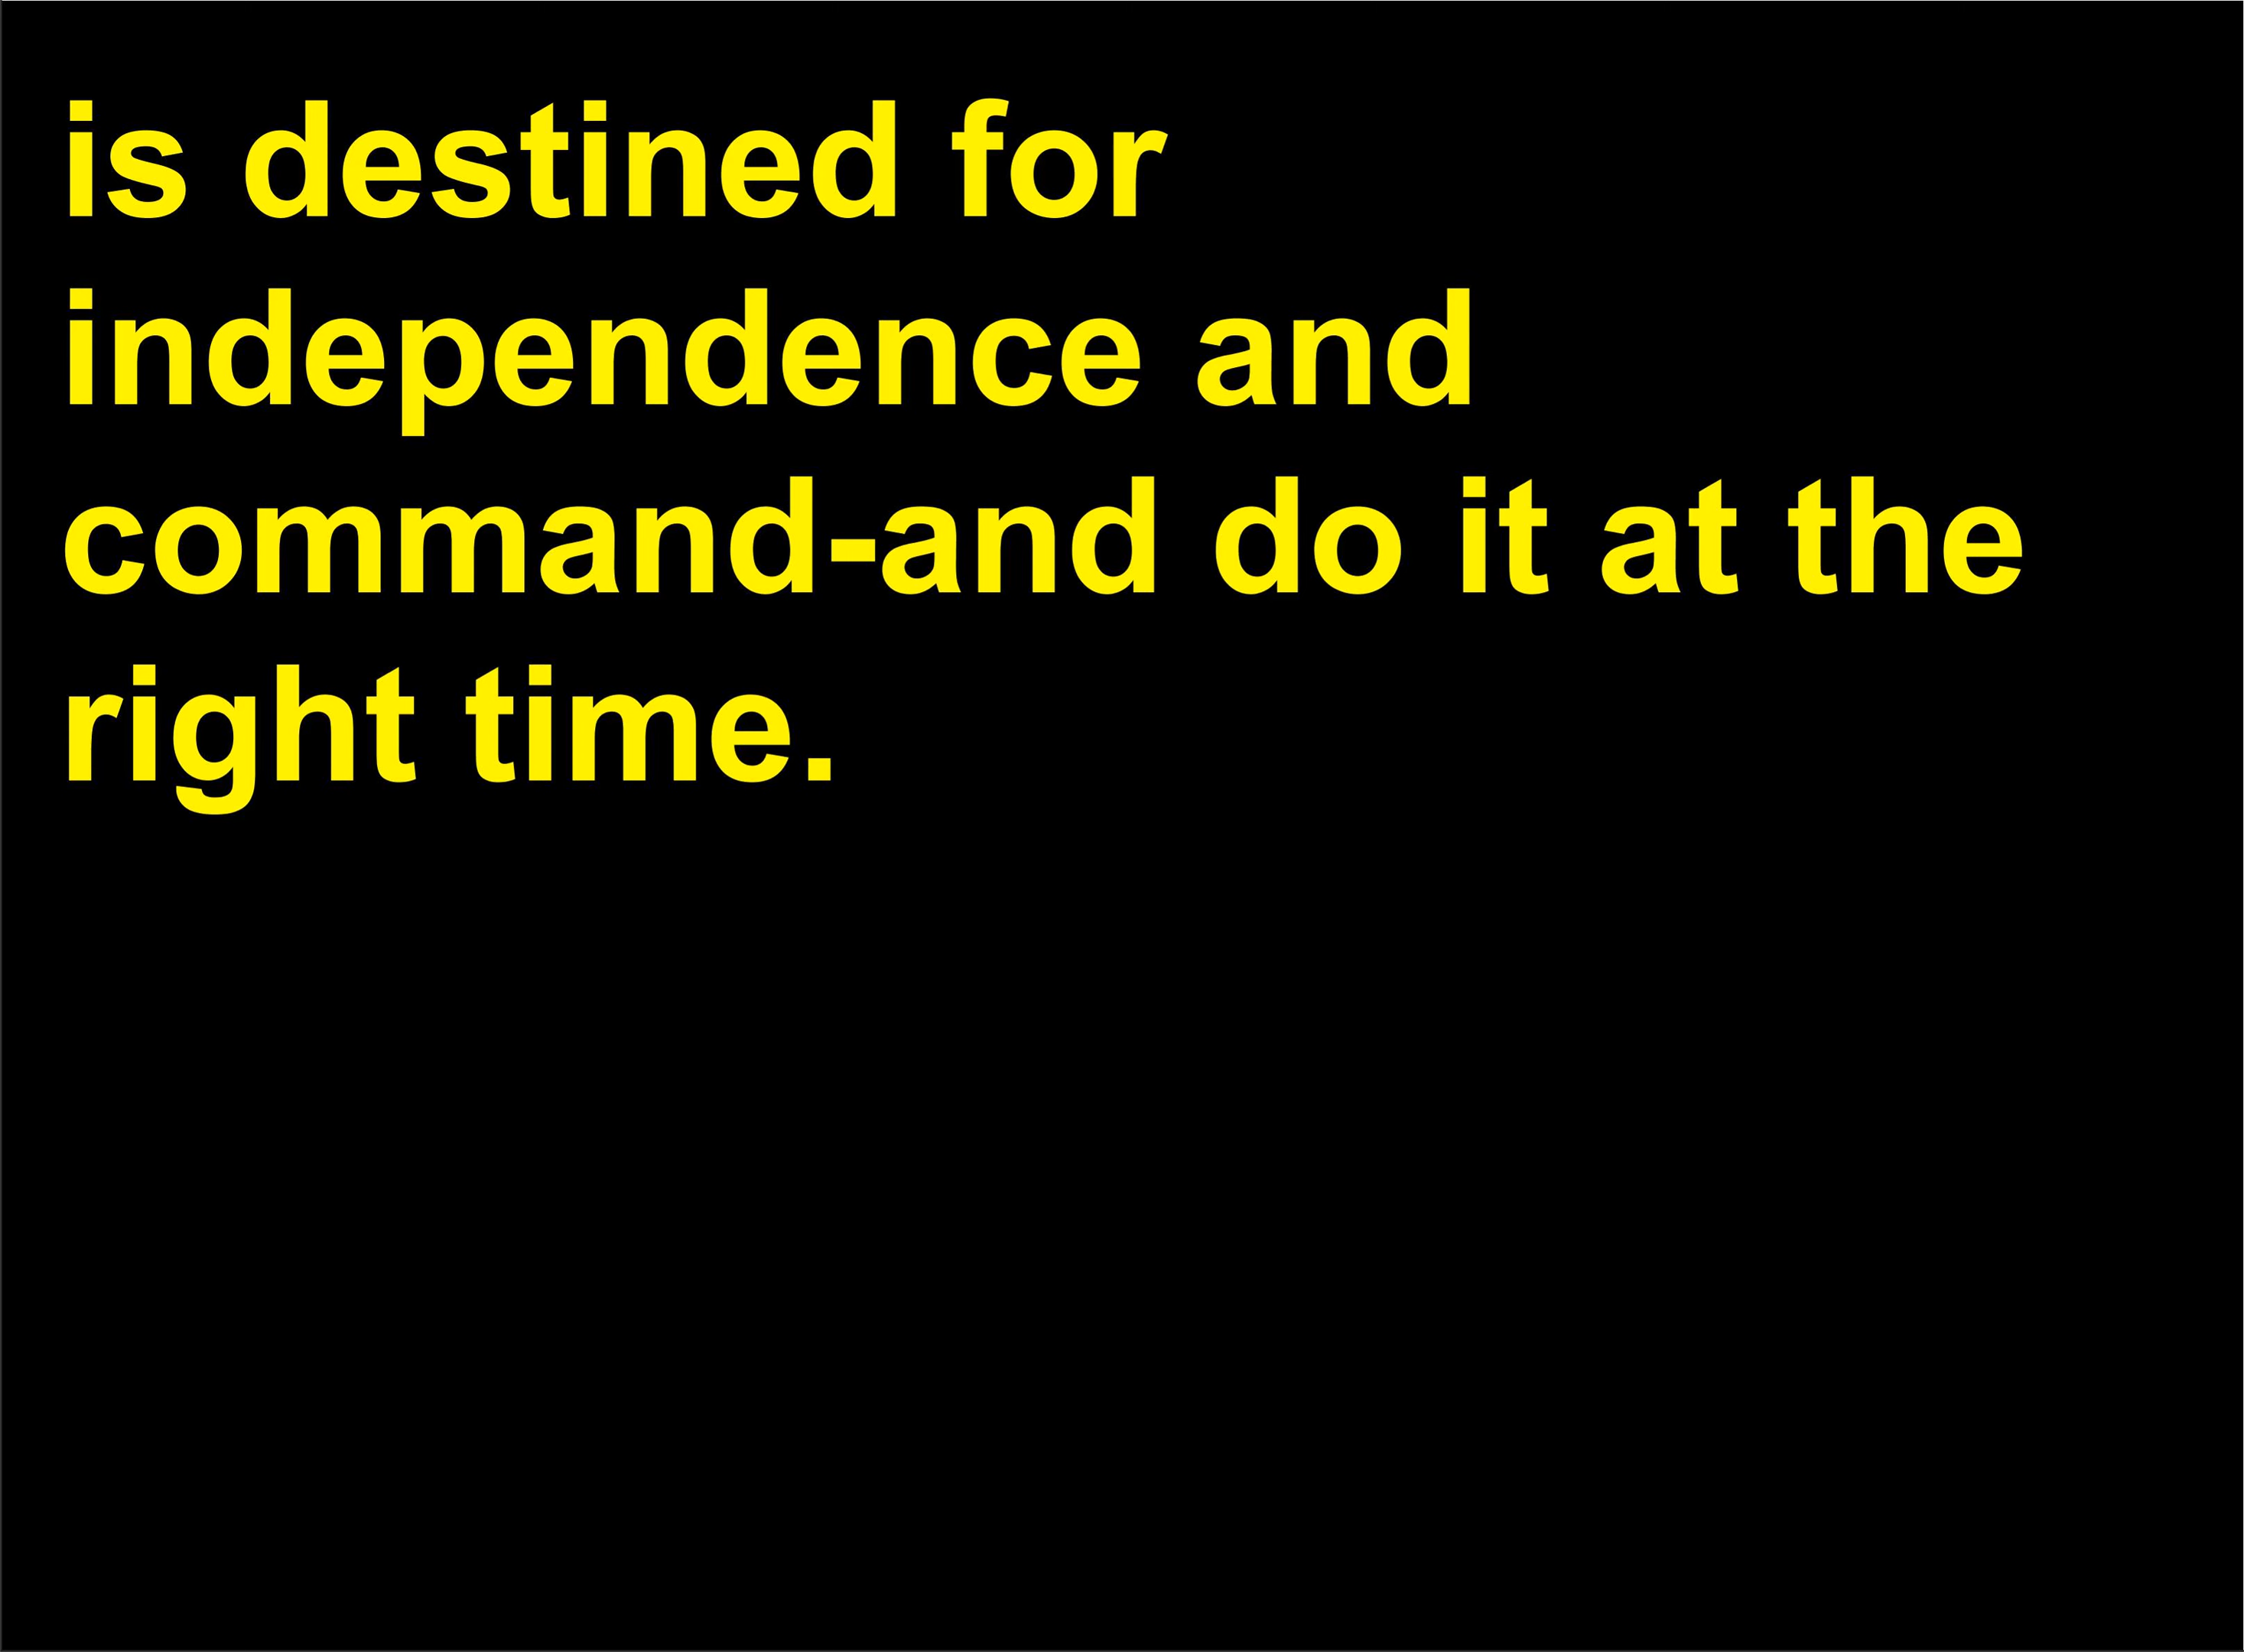 is destined for
independence and
command-and do it at the
right time.